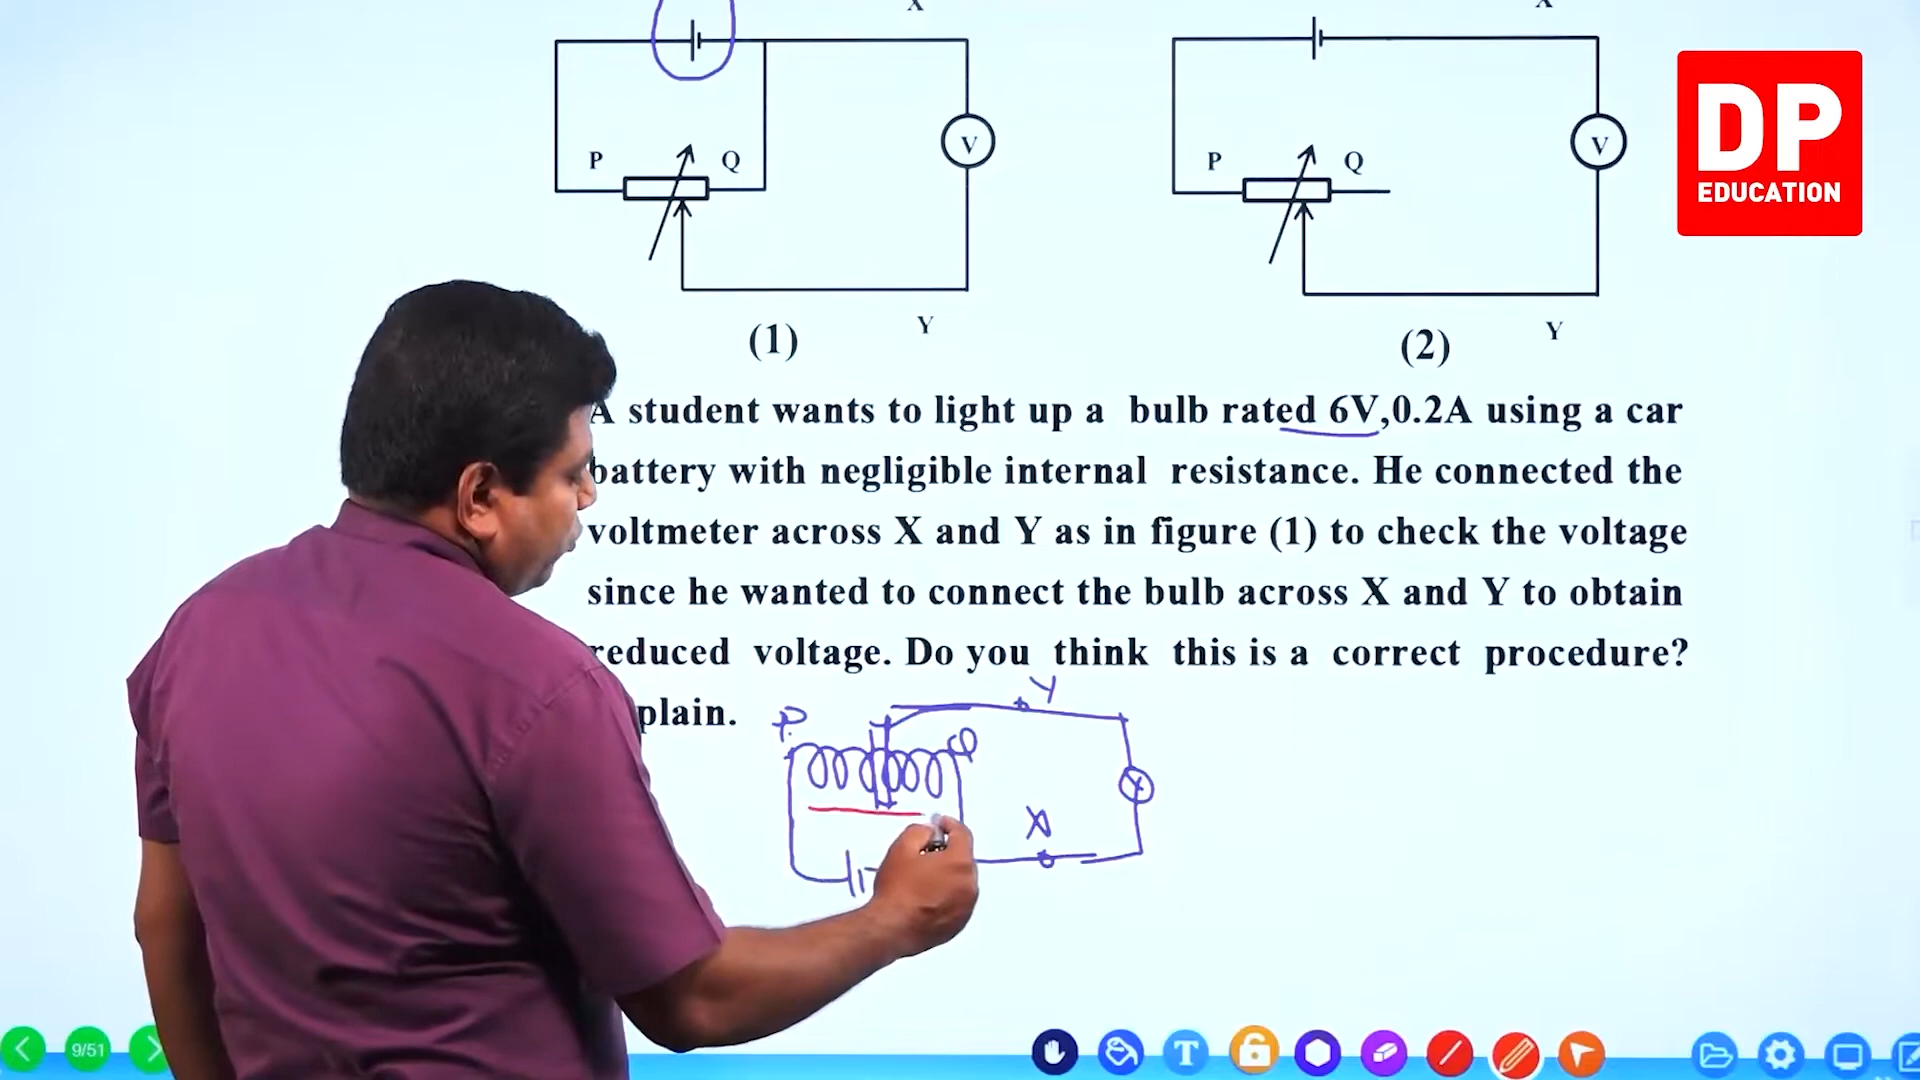 X
X
DP
EDUCATION
P
Q
V
P
Q
V
Y
Y
(1)
(2)
A student wants to light up a bulb rated 6V,0.2A using a car
battery with negligible internal resistance. He connected the
voltmeter across X and Y as in figure (1) to check the voltage
since he wanted to connect the bulb across X and Y to obtain
reduced voltage. Do you think this is a correct procedure?
plain.
Y
P
Q
X
9/51
T